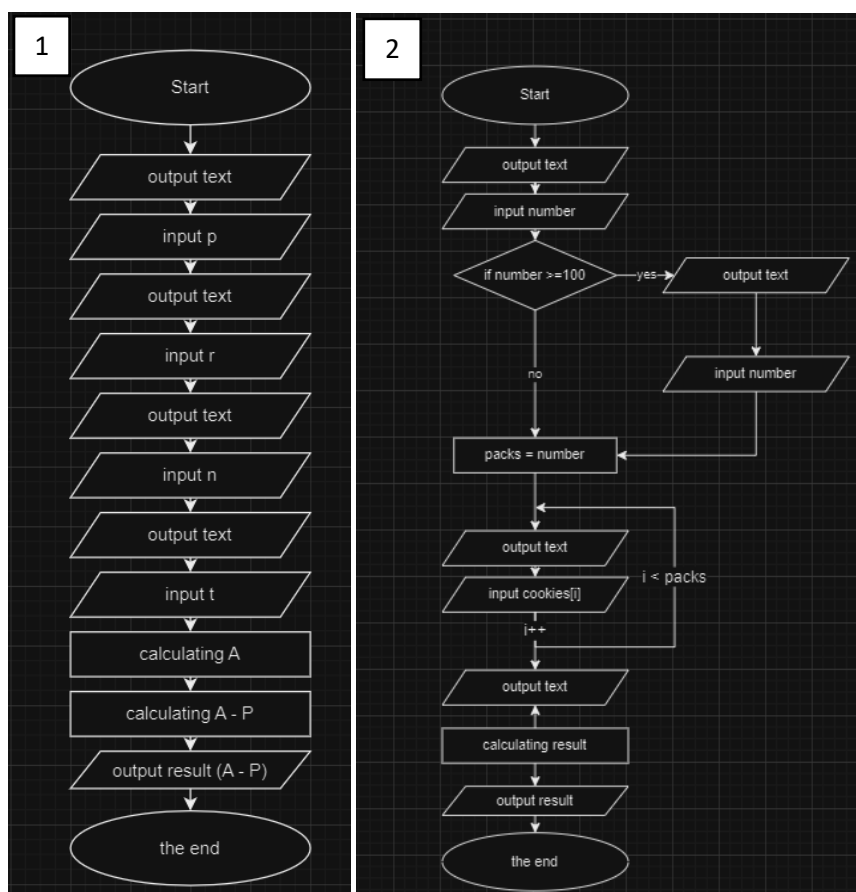 1
Start
output text
input p
output text
input r
output text
input n
output text
input t
calculating A
calculating A - P
output result (A - P)
the end
2
Start
output text
input number
if number >=100
yes
output text
input number
no
packs = number
output text
input cookies[i]
i < packs
i++
output text
calculating result
output result
the end